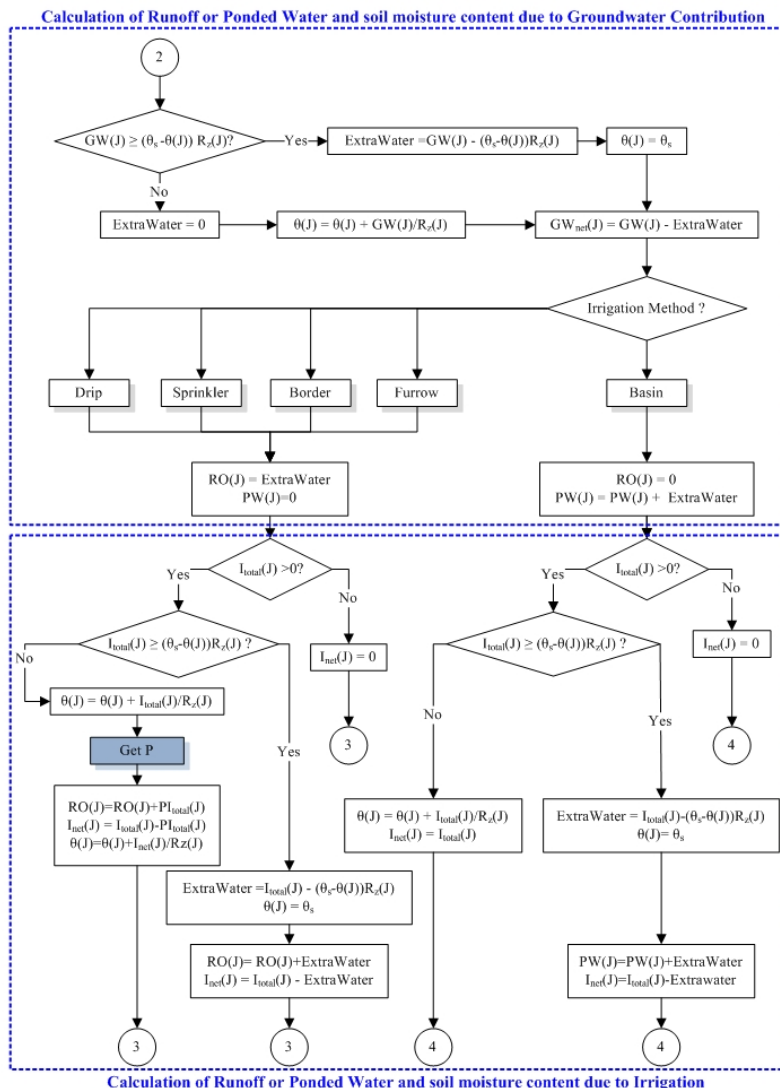 Calculation of Runoff or Ponded Water and soil moisture content due to Groundwater Contribution
2
GW(J) ≥ (θs -θ(J)) Rz(J)?
Yes
ExtraWater =GW(J) - (θs-θ(J))Rz(J)
θ(J) = θs
No
ExtraWater = 0
θ(J) = θ(J) + GW(J)/Rz(J)
GWnet(J) = GW(J) - ExtraWater
Irrigation Method ?
Drip
Sprinkler
Border
Furrow
Basin
RO(J) = ExtraWater
PW(J)=0
RO(J) = 0
PW(J) = PW(J) + ExtraWater
Itotal(J) >0?
Yes
No
Itotal(J) ≥ (θs-θ(J))Rz(J) ?
Inet(J) = 0
3
No
θ(J) = θ(J) + Itotal(J)/Rz(J)
Get P
RO(J)=RO(J)+PItotal(J)
Inet(J) = Itotal(J)-PItotal(J)
θ(J)=θ(J)+Inet(J)/Rz(J)
3
Yes
ExtraWater =Itotal(J) - (θs-θ(J))Rz(J)
θ(J) = θs
RO(J)= RO(J)+ExtraWater
Inet(J) = Itotal(J) - ExtraWater
3
Itotal(J) >0?
Yes
No
Itotal(J) ≥ (θs-θ(J))Rz(J) ?
Inet(J) = 0
4
No
θ(J) = θ(J) + Itotal(J)/Rz(J)
Inet(J) = Itotal(J)
4
Yes
ExtraWater = Itotal(J)-(θs-θ(J))Rz(J)
θ(J)= θs
PW(J)=PW(J)+ExtraWater
Inet(J)=Itotal(J)-Extrawater
4
Calculation of Runoff or Ponded Water and soil moisture content due to Irrigation